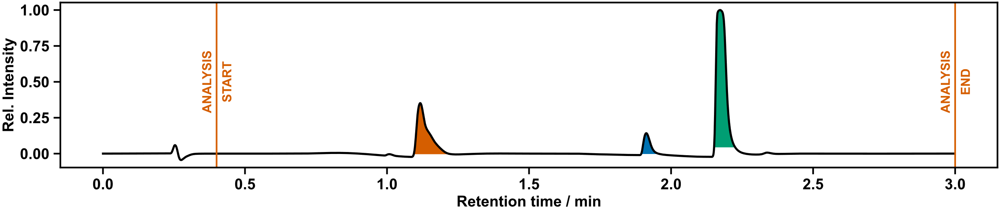 Rel. Intensity
1.00
0.75
0.50
0.25
0.00
ANALYSIS
START
ANALYSIS
END
0.0 0.5 1.0 1.5 2.0 2.5 3.0
Retention time / min